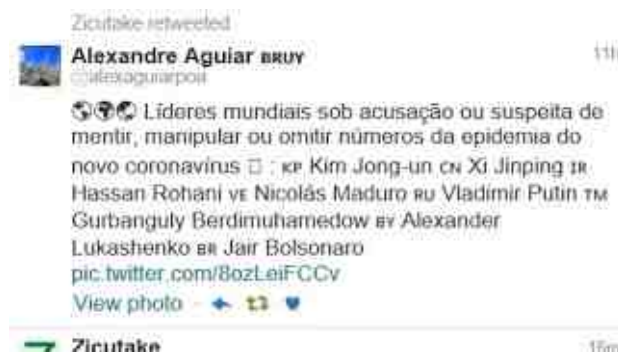 Zicutake retweeted
Alexandre Aguiar BRUY 11h
@alexaguiarpoa
Líderes mundiais sob acusação ou suspeita de
mentir, manipular ou omitir números da epidemia do
novo coronavírus □ : KP Kim Jong-un CN Xi Jinping IR
Hassan Rohani VE Nicolás Maduro RU Vladimir Putin TM
Gurbanguly Berdimuhamedow BY Alexander
Lukashenko BR Jair Bolsonaro
pic.twitter.com/8ozLeiFCCv
View photo
Zicutake 16m